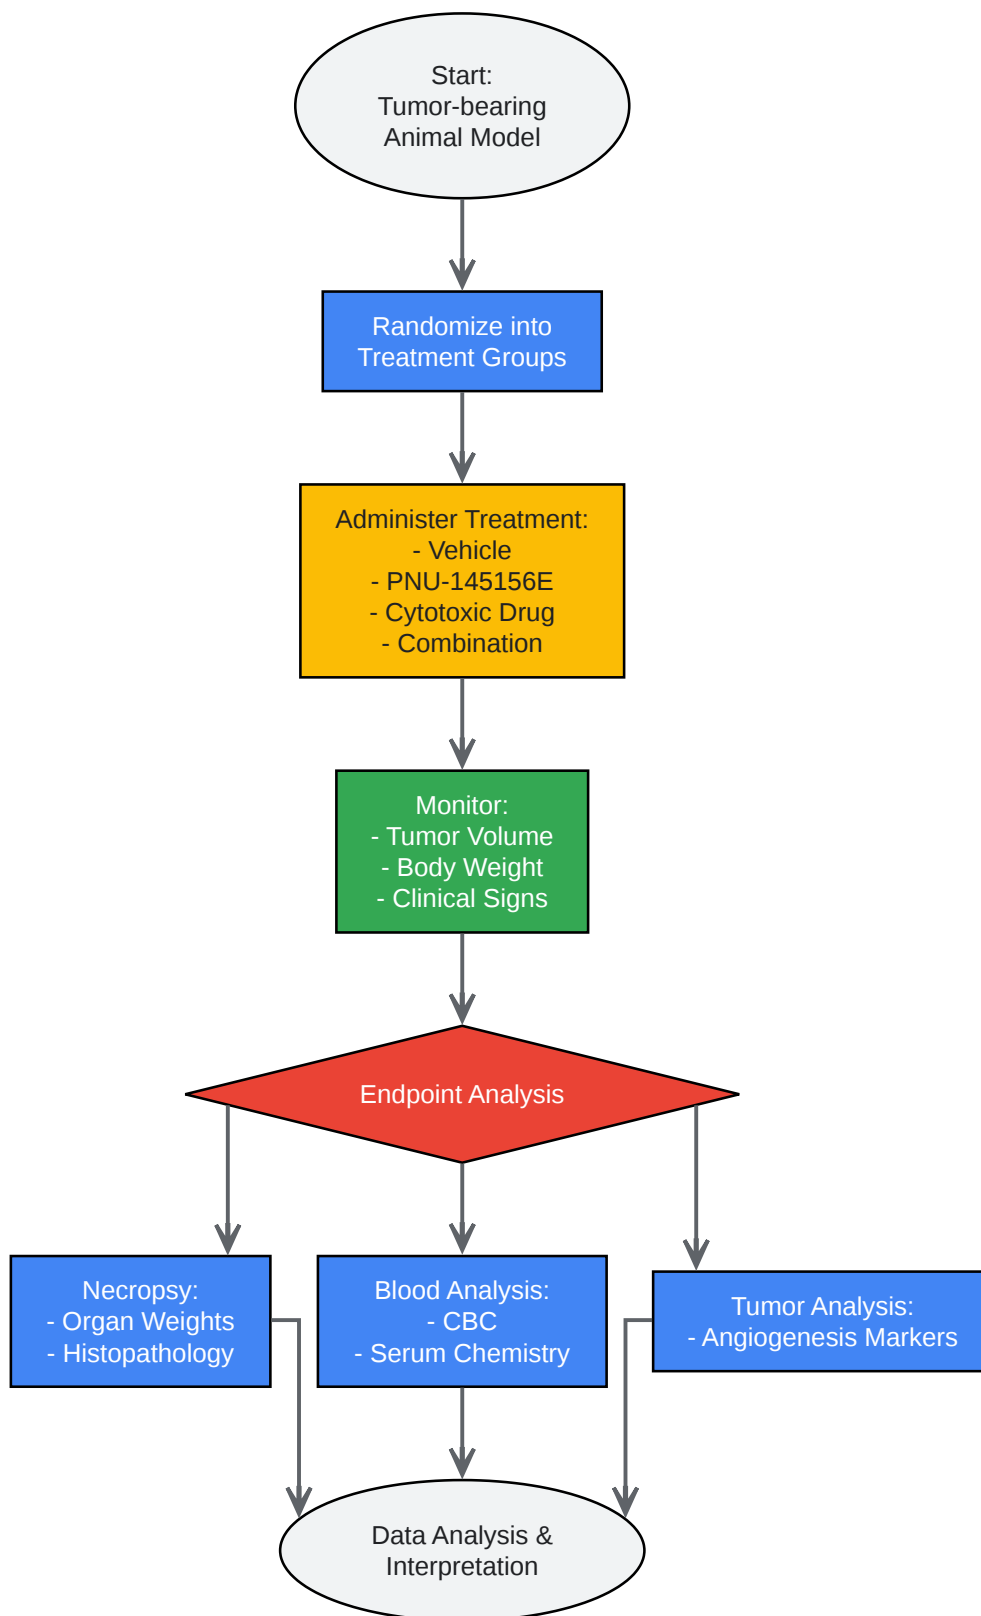 Start:
Tumor-bearing
Animal Model
Randomize into
Treatment Groups
Administer Treatment:
- Vehicle
- PNU-145156E
- Cytotoxic Drug
- Combination
Monitor:
- Tumor Volume
- Body Weight
- Clinical Signs
Endpoint Analysis
Necropsy:
- Organ Weights
- Histopathology
Blood Analysis:
- CBC
- Serum Chemistry
Tumor Analysis:
- Angiogenesis Markers
Data Analysis &
Interpretation